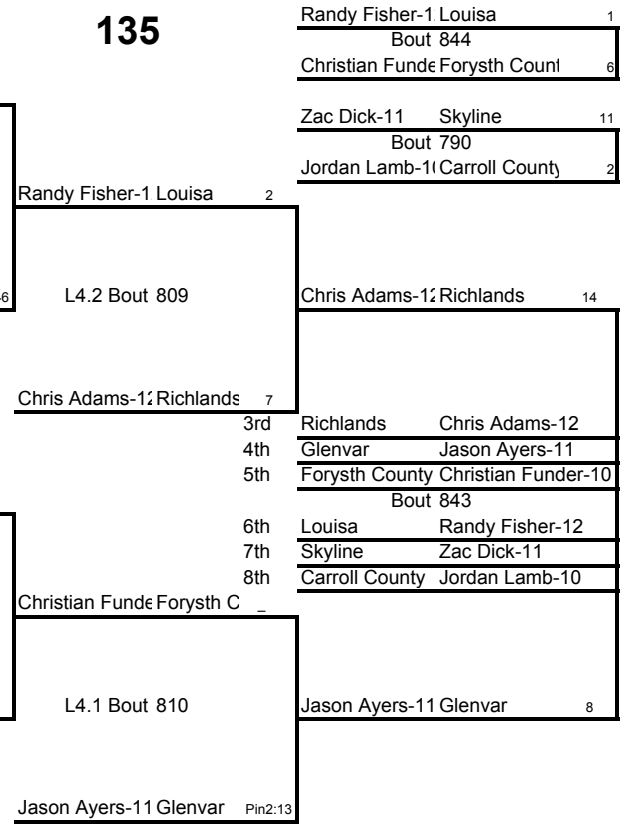 135
Randy Fisher-1 Louisa 1
Bout 844
Christian Funde Forysth Count 6
Zac Dick-11 Skyline 11
Bout 790
Jordan Lamb-1( Carroll County 2
Randy Fisher-1 Louisa 2
6 L4.2 Bout 809
Chris Adams-12 Richlands 14
Chris Adams-12 Richlands 7
3rd Richlands Chris Adams-12
4th Glenvar Jason Ayers-11
5th Forysth County Christian Funder-10
Bout 843
6th Louisa Randy Fisher-12
7th Skyline Zac Dick-11
8th Carroll County Jordan Lamb-10
Christian Funde Forysth C _
L4.1 Bout 810
Jason Ayers-11 Glenvar 8
Jason Ayers-11 Glenvar Pin2:13